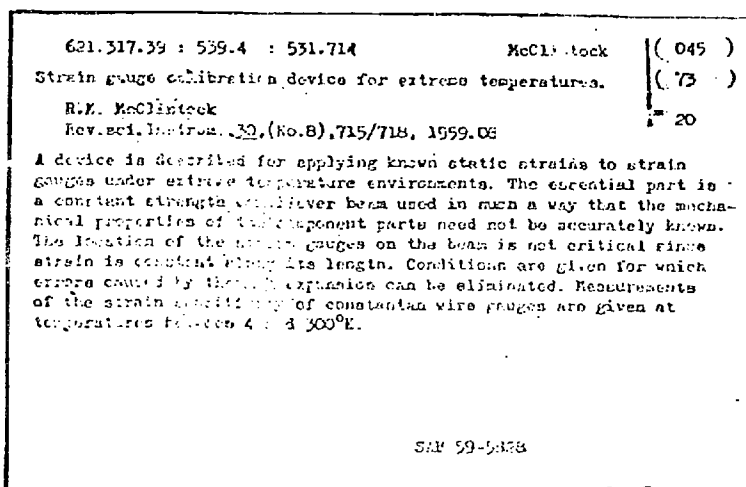 621.317.39 : 539.4 : 531.714 McClintock ( 045 )
Strain gauge calibration device for extreme temperatures. ( 73 )
R.M. McClintock = 20
Rev.sci.Instrum. 30,(No.8),715/718, 1959.08
A device is described for applying known static strains to strain
gauges under extreme temperature environments. The essential part is
a constant strength cantilever beam used in such a way that the mecha-
nical properties of the component parts need not be accurately known.
The location of the strain gauges on the beam is not critical since
strain is constant along its length. Conditions are given for which
errors caused by thermal expansion can be eliminated. Measurements
of the strain sensitivity of constantan wire gauges are given at
temperatures between 4 and 300°K.
59-5828